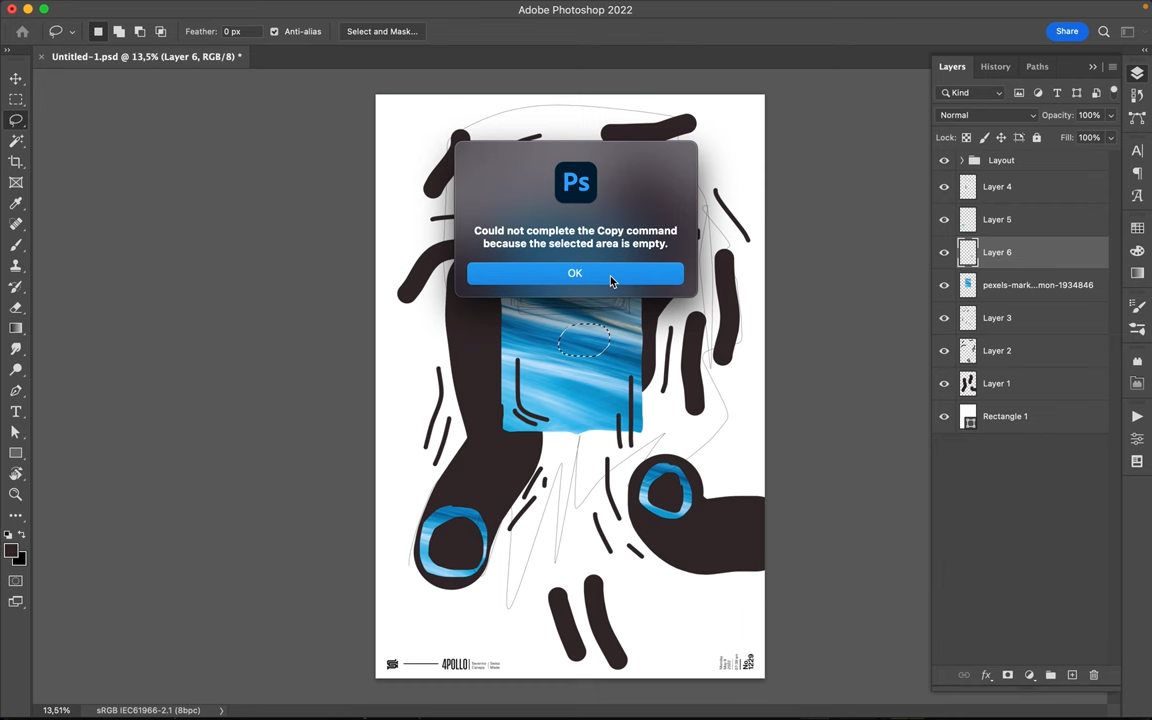 Adobe Photoshop 2022
Feather: 0 px
Anti-alias
Select and Mask...
Share
Untitled-1.psd @ 13,5% (Layer 6, RGB/8) *
Layers
History
Paths
Kind
Normal
Opacity: 100%
Lock:
Fill: 100%
Layout
Layer 4
Layer 5
Layer 6
pexels-mark...mon-1934846
Layer 3
Layer 2
Layer 1
Rectangle 1
Ps
Could not complete the Copy command
because the selected area is empty.
OK
4POLLO
No. 1229
13,51%
sRGB IEC61966-2.1 (8bpc)